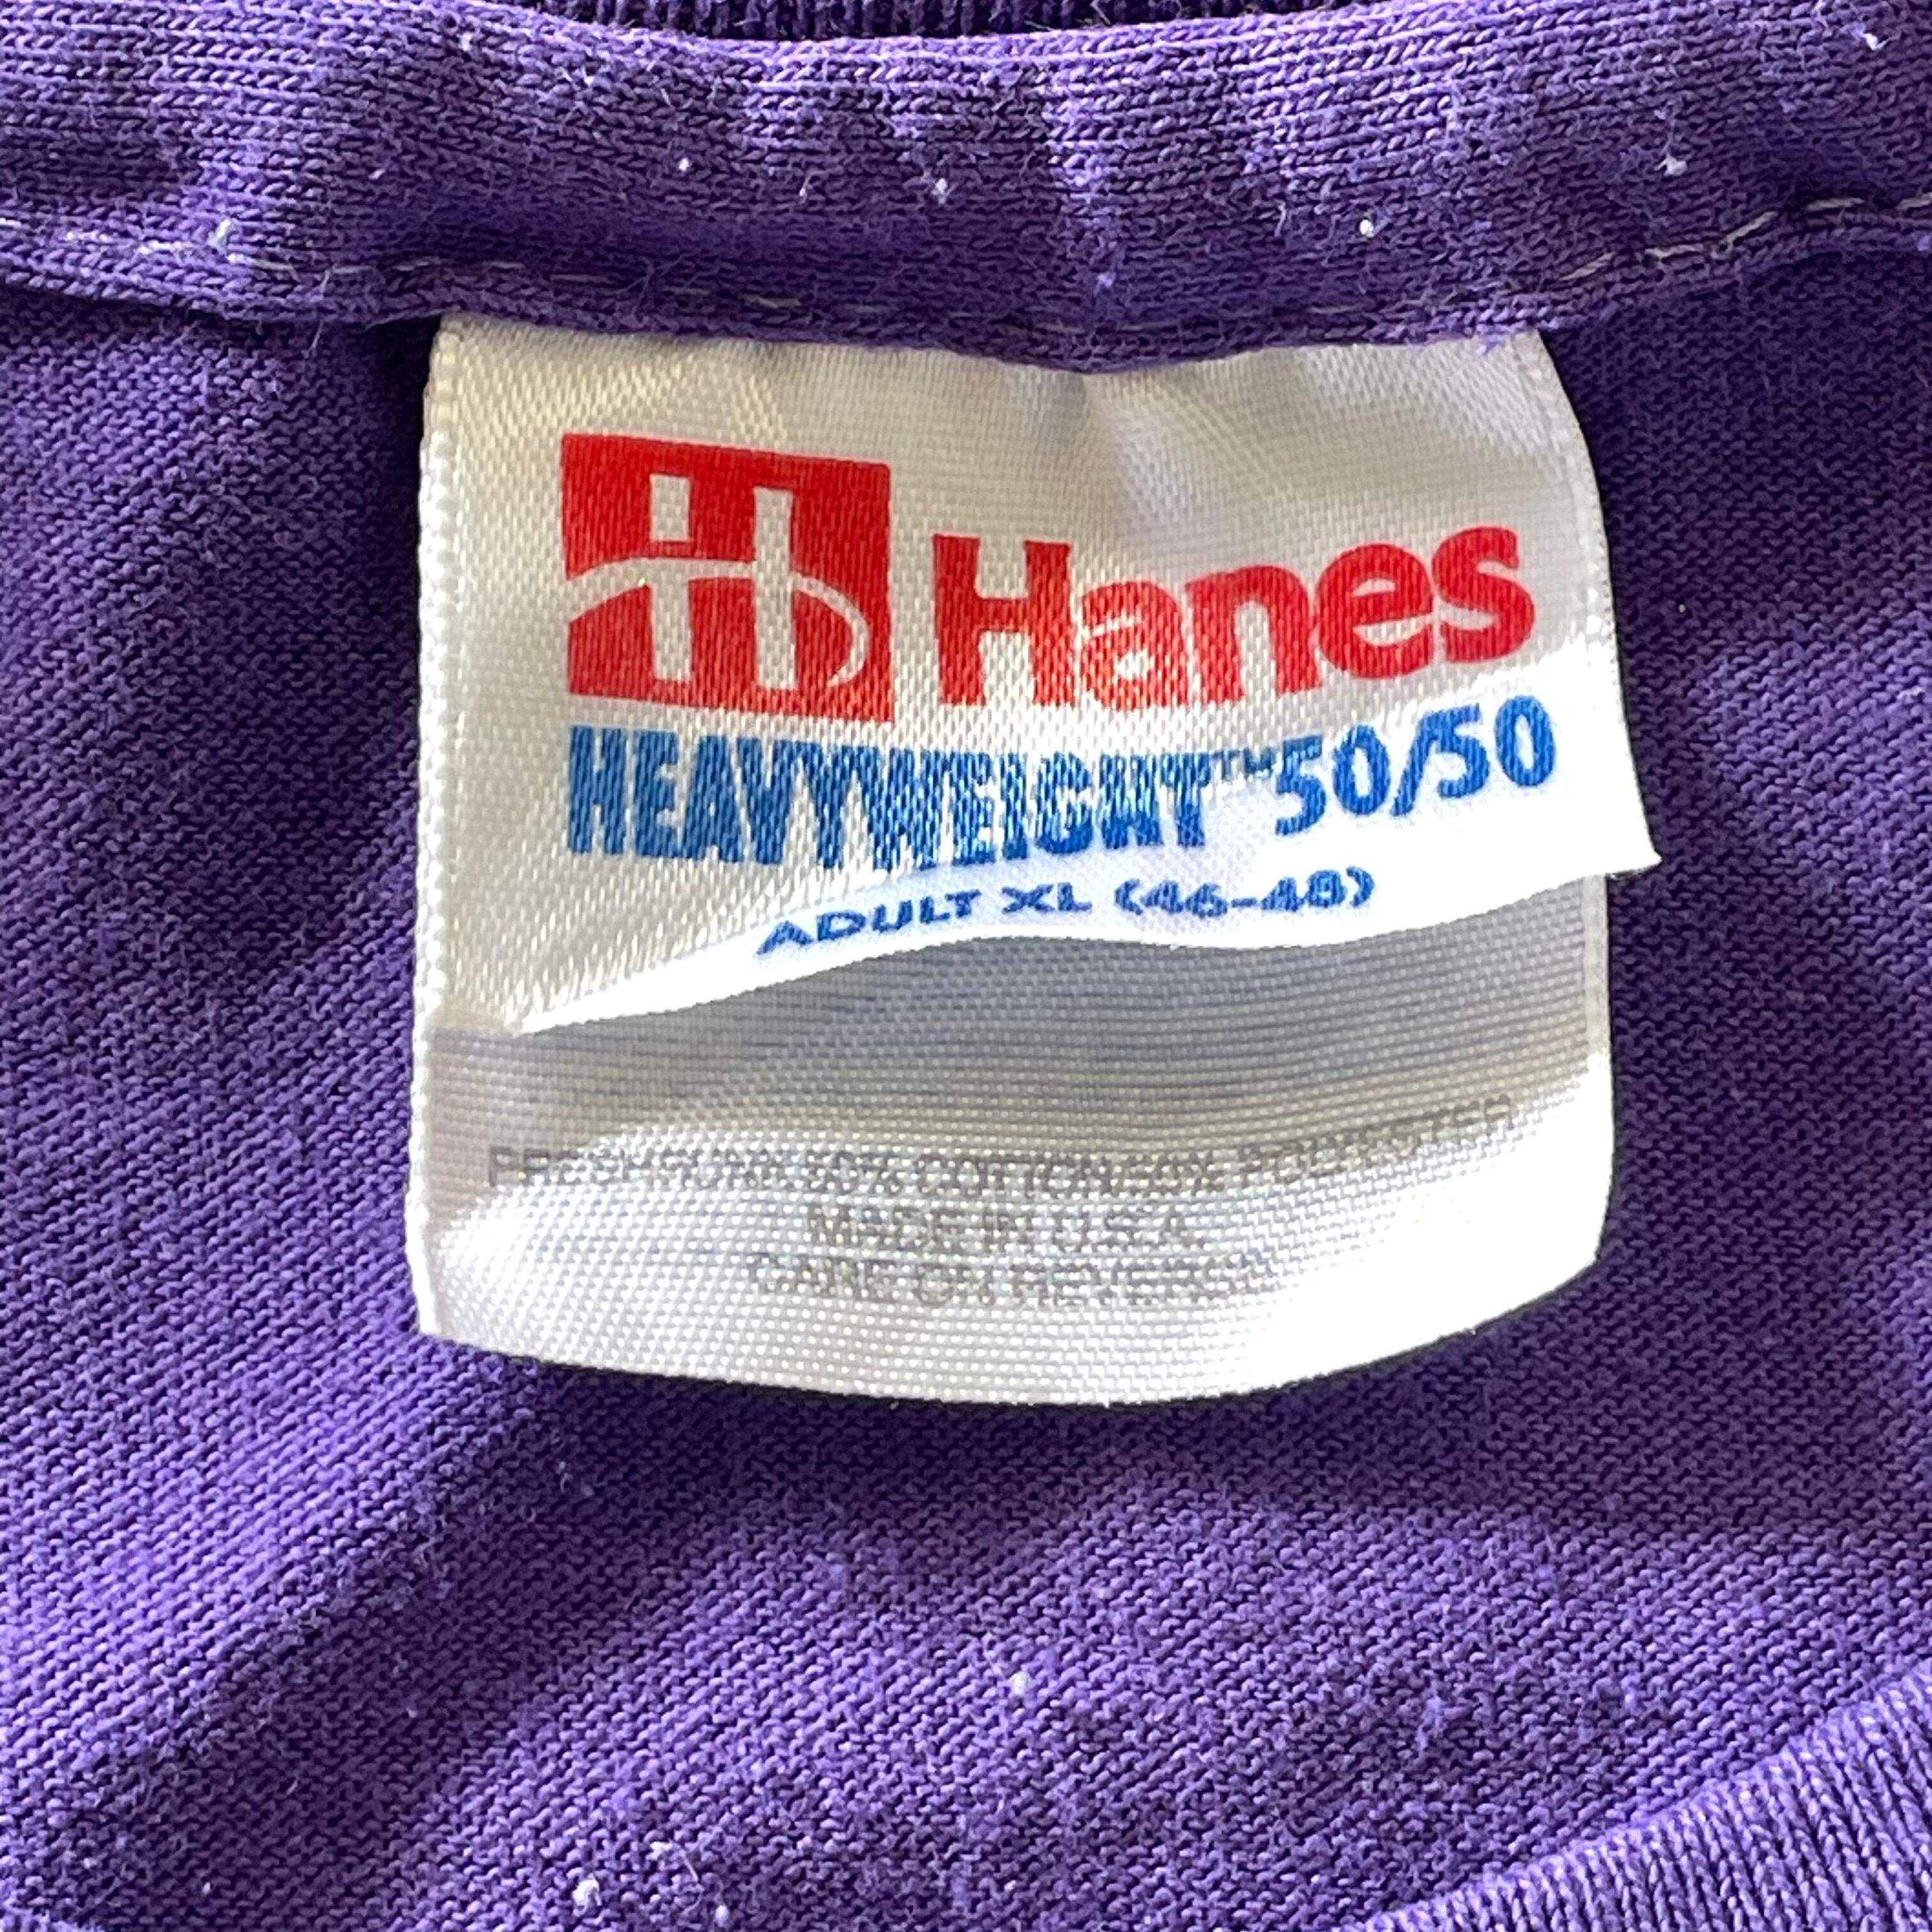 H Hanes
HEAVYWEIGHT™ 50/50
ADULT XL (46-48)
PRESHRUNK 50% COTTON/50% POLYESTER
MADE IN U.S.A.
CARE ON REVERSE